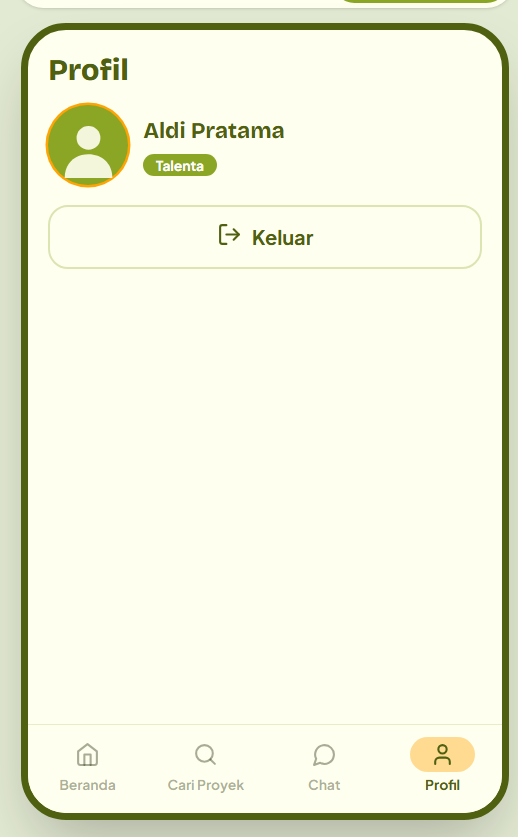 Profil
Aldi Pratama
Talenta
Keluar
Beranda
Cari Proyek
Chat
Profil